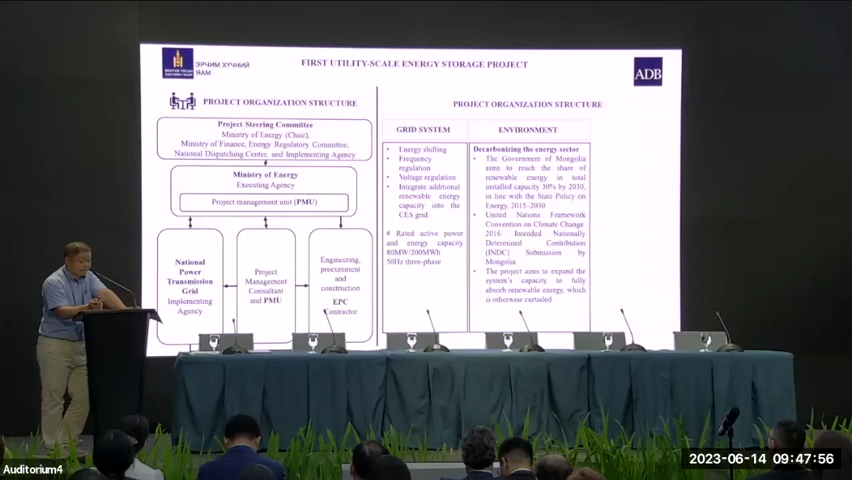 ЭРЧИМ ХҮЧНИЙ
ЯАМ
FIRST UTILITY-SCALE ENERGY STORAGE PROJECT
ADB
PROJECT ORGANIZATION STRUCTURE
Project Steering Committee
Ministry of Energy (Chair),
Ministry of Finance, Energy Regulatory Committee,
National Dispatching Center, and Implementing Agency
Ministry of Energy
Executing Agency
Project management unit (PMU)
National
Power
Transmission
Grid
Implementing
Agency
Project
Management
Consultant
and PMU
Engineering,
procurement
and
construction
EPC
Contractor
PROJECT ORGANIZATION STRUCTURE
GRID SYSTEM
• Energy shifting
• Frequency
regulation
• Voltage regulation
• Integrate additional
renewable energy
capacity into the
CES grid.
# Rated active power
and energy capacity
80MW/200MWh
50Hz three-phase
ENVIRONMENT
Decarbonizing the energy sector
• The Government of Mongolia
aims to reach the share of
renewable energy in total
installed capacity 30% by 2030,
in line with the State Policy on
Energy, 2015-2030
• United Nations Framework
Convention on Climate Change
2016 Intended Nationally
Determined Contribution
(INDC) Submission by
Mongolia.
• The project aims to expand the
system's capacity to fully
absorb renewable energy, which
is otherwise curtailed
Auditorium4
2023-06-14 09:47:56